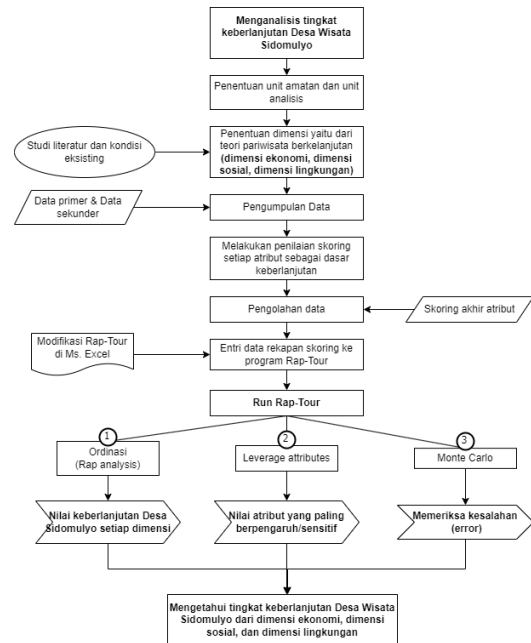 Menganalisis tingkat
keberlanjutan Desa Wisata
Sidomulyo
Penentuan unit amatan dan unit
analisis
Studi literatur dan kondisi
eksisting
Penentuan dimensi yaitu dari
teori pariwisata berkelanjutan
(dimensi ekonomi, dimensi
sosial, dimensi lingkungan)
Data primer & Data
sekunder
Pengumpulan Data
Melakukan penilaian skoring
setiap atribut sebagai dasar
keberlanjutan
Pengolahan data
Skoring akhir atribut
Modifikasi Rap-Tour
di Ms. Excel
Entri data rekapan skoring ke
program Rap-Tour
Run Rap-Tour
1
Ordinasi
(Rap analysis)
2
Leverage attributes
3
Monte Carlo
Nilai keberlanjutan Desa
Sidomulyo setiap dimensi
Nilai atribut yang paling
berpengaruh/sensitif
Memeriksa kesalahan
(error)
Mengetahui tingkat keberlanjutan Desa Wisata
Sidomulyo dari dimensi ekonomi, dimensi
sosial, dan dimensi lingkungan